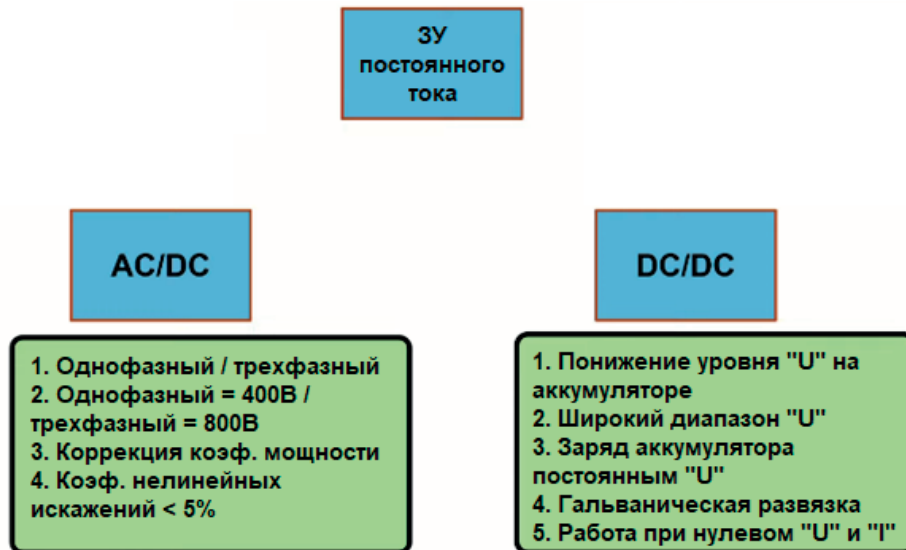 ЗУ
постоянного
тока
AC/DC
DC/DC
1. Однофазный / трехфазный
2. Однофазный = 400В /
трехфазный = 800В
3. Коррекция коэф. мощности
4. Коэф. нелинейных
искажений < 5%
1. Понижение уровня "U" на
аккумуляторе
2. Широкий диапазон "U"
3. Заряд аккумулятора
постоянным "U"
4. Гальваническая развязка
5. Работа при нулевом "U" и "I"